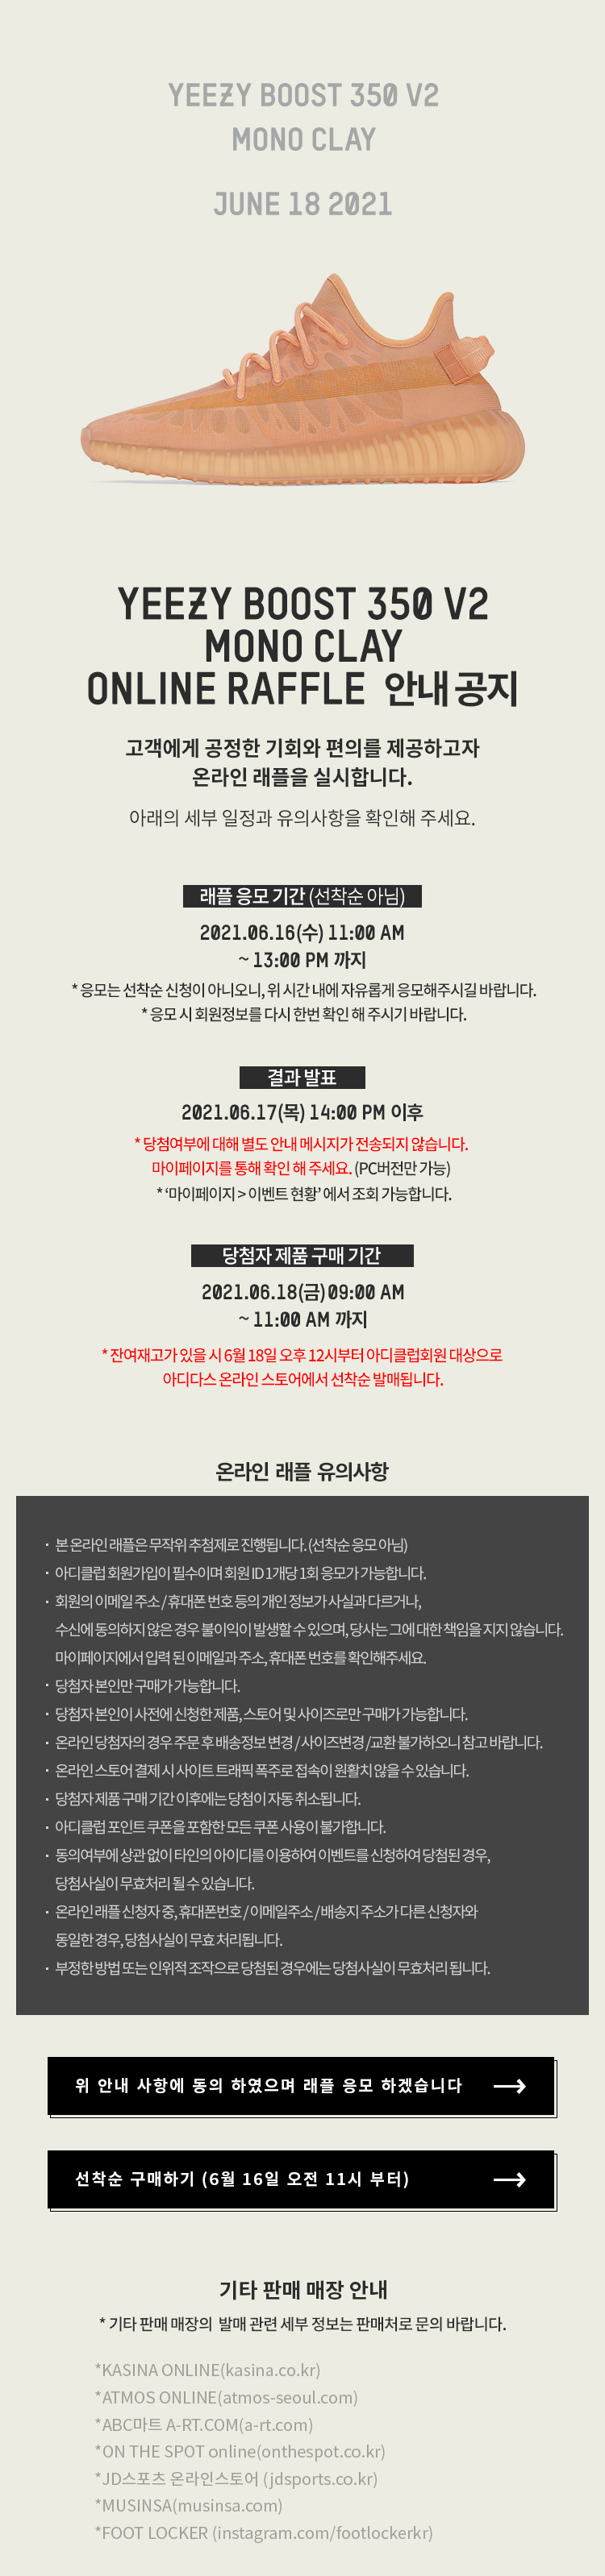 YEEZY BOOST 350 V2
MONO CLAY
JUNE 18 2021
YEEZY BOOST 350 V2
MONO CLAY
ONLINE RAFFLE 안내 공지
고객에게 공정한 기회와 편의를 제공하고자
온라인 래플을 실시합니다.
아래의 세부 일정과 유의사항을 확인해 주세요.
래플 응모 기간 (선착순 아님)
2021.06.16(수) 11:00 AM
~ 13:00 PM 까지
* 응모는 선착순 신청이 아니오니, 위 시간 내에 자유롭게 응모해주시길 바랍니다.
* 응모 시 회원정보를 다시 한번 확인 해 주시기 바랍니다.
결과 발표
2021.06.17(목) 14:00 PM 이후
* 당첨여부에 대해 별도 안내 메시지가 전송되지 않습니다.
마이페이지를 통해 확인 해 주세요. (PC버전만 가능)
* ‘마이페이지 > 이벤트 현황’ 에서 조회 가능합니다.
당첨자 제품 구매 기간
2021.06.18(금) 09:00 AM
~ 11:00 AM 까지
* 잔여재고가 있을 시 6월 18일 오후 12시부터 아디클럽회원 대상으로
아디다스 온라인 스토어에서 선착순 발매됩니다.
온라인 래플 유의사항
· 본 온라인 래플은 무작위 추첨제로 진행됩니다. (선착순 응모 아님)
· 아디클럽 회원가입이 필수이며 회원 ID 1개당 1회 응모가 가능합니다.
· 회원의 이메일 주소 / 휴대폰 번호 등의 개인 정보가 사실과 다르거나,
수신에 동의하지 않은 경우 불이익이 발생할 수 있으며, 당사는 그에 대한 책임을 지지 않습니다.
마이페이지에서 입력 된 이메일과 주소, 휴대폰 번호를 확인해주세요.
· 당첨자 본인만 구매가 가능합니다.
· 당첨자 본인이 사전에 신청한 제품, 스토어 및 사이즈로만 구매가 가능합니다.
· 온라인 당첨자의 경우 주문 후 배송정보 변경 / 사이즈변경 /교환 불가하오니 참고 바랍니다.
· 온라인 스토어 결제 시 사이트 트래픽 폭주로 접속이 원활치 않을 수 있습니다.
· 당첨자 제품 구매 기간 이후에는 당첨이 자동 취소됩니다.
· 아디클럽 포인트 쿠폰을 포함한 모든 쿠폰 사용이 불가합니다.
· 동의여부에 상관 없이 타인의 아이디를 이용하여 이벤트를 신청하여 당첨된 경우,
당첨사실이 무효처리 될 수 있습니다.
· 온라인 래플 신청자 중, 휴대폰번호 / 이메일주소 / 배송지 주소가 다른 신청자와
동일한 경우, 당첨사실이 무효 처리됩니다.
· 부정한 방법 또는 인위적 조작으로 당첨된 경우에는 당첨사실이 무효처리 됩니다.
위 안내 사항에 동의 하였으며 래플 응모 하겠습니다
선착순 구매하기 (6월 16일 오전 11시 부터)
기타 판매 매장 안내
* 기타 판매 매장의 발매 관련 세부 정보는 판매처로 문의 바랍니다.
*KASINA ONLINE(kasina.co.kr)
*ATMOS ONLINE(atmos-seoul.com)
*ABC마트 A-RT.COM(a-rt.com)
*ON THE SPOT online(onthespot.co.kr)
*JD스포츠 온라인스토어 (jdsports.co.kr)
*MUSINSA(musinsa.com)
*FOOT LOCKER (instagram.com/footlockerkr)